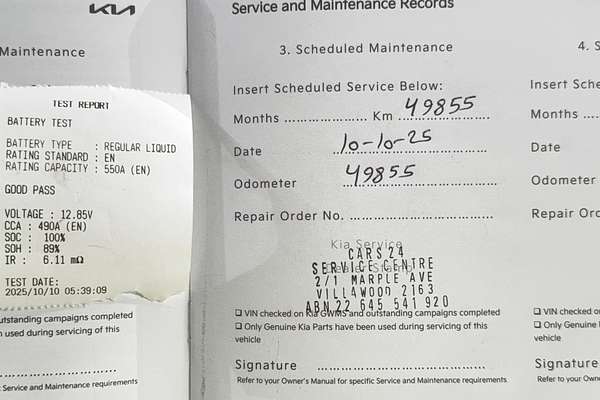 KIA
Maintenance
TEST REPORT
BATTERY TEST
BATTERY TYPE : REGULAR LIQUID
RATING STANDARD : EN
RATING CAPACITY : 550A (EN)
GOOD PASS
VOLTAGE : 12.85V
CCA : 490A (EN)
SOC : 100%
SOH : 89%
IR : 6.11 mΩ
TEST DATE:
2025/10/10 05:39:09
utstanding campaigns completed
n used during servicing of this
Service and Maintenance requirements
Service and Maintenance Records
3. Scheduled Maintenance
Insert Scheduled Service Below:
Months .................... Km 49855
Date 10-10-25
Odometer 49855
Repair Order No. ..................................
Kia Service
Dealer Stamp
CARS 24
SERVICE CENTRE
2/1 MARPLE AVE
VILLAWOOD 2163
ABN 22 645 541 920
❏ VIN checked on Kia GWMS and outstanding campaigns completed
❏ Only Genuine Kia Parts have been used during servicing of this
vehicle
Signature ........................................
Refer to your Owner's Manual for specific Service and Maintenance requirements
4. S
Insert Sche
Months ....
Date
Odometer
Repair Orde
❏ VIN checked o
❏ Only Genuine
vehicle
Signature
Refer to your Owne